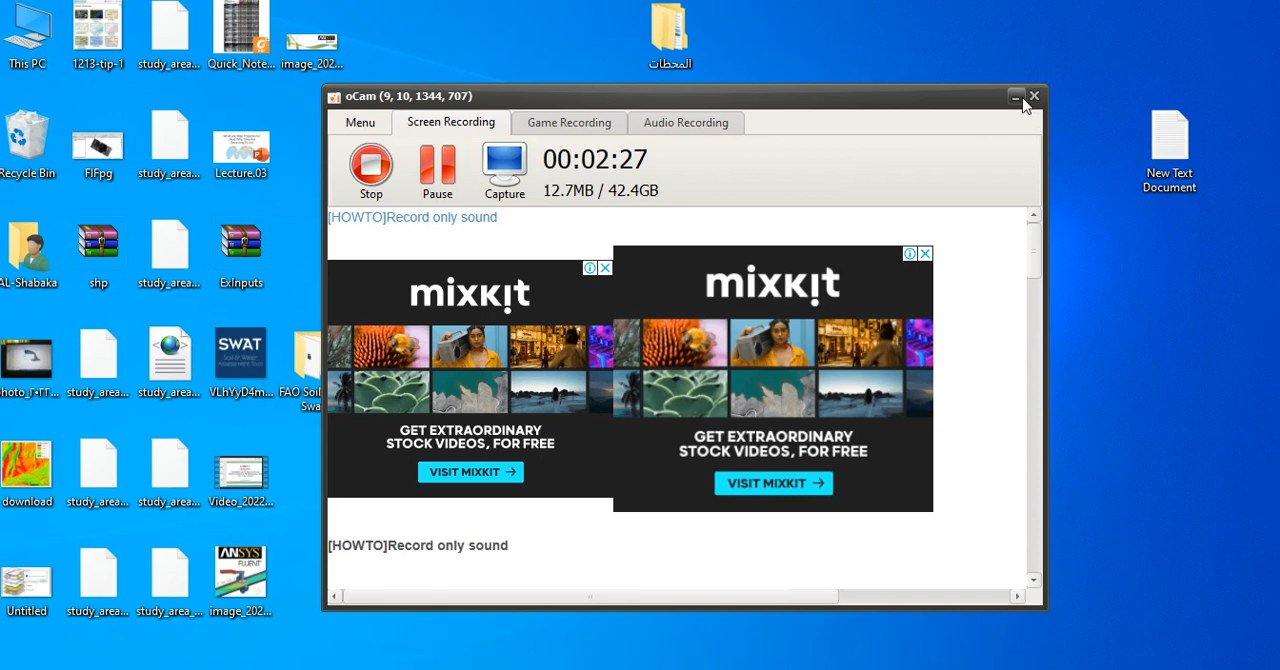 This PC
1213-tip-1
study_area...
Quick_Note...
image_202...
المحطات
oCam (9, 10, 1344, 707)
Menu
Screen Recording
Game Recording
Audio Recording
Stop
Pause
Capture
00:02:27
12.7MB / 42.4GB
[HOWTO]Record only sound
mixkit
GET EXTRAORDINARY
STOCK VIDEOS, FOR FREE
VISIT MIXKIT →
mixkit
GET EXTRAORDINARY
STOCK VIDEOS, FOR FREE
VISIT MIXKIT →
[HOWTO]Record only sound
New Text
Document
Recycle Bin
FIFpg
study_area...
Lecture.03
AL-Shabaka
shp
study_area...
ExInputs
study_area...
study_area...
SWAT
VLhYyD4m...
FAO Soil
Swa
download
study_area...
study_area...
Video_2022...
ANSYS
FLUENT
Untitled
study_area...
study_area_...
image_202...